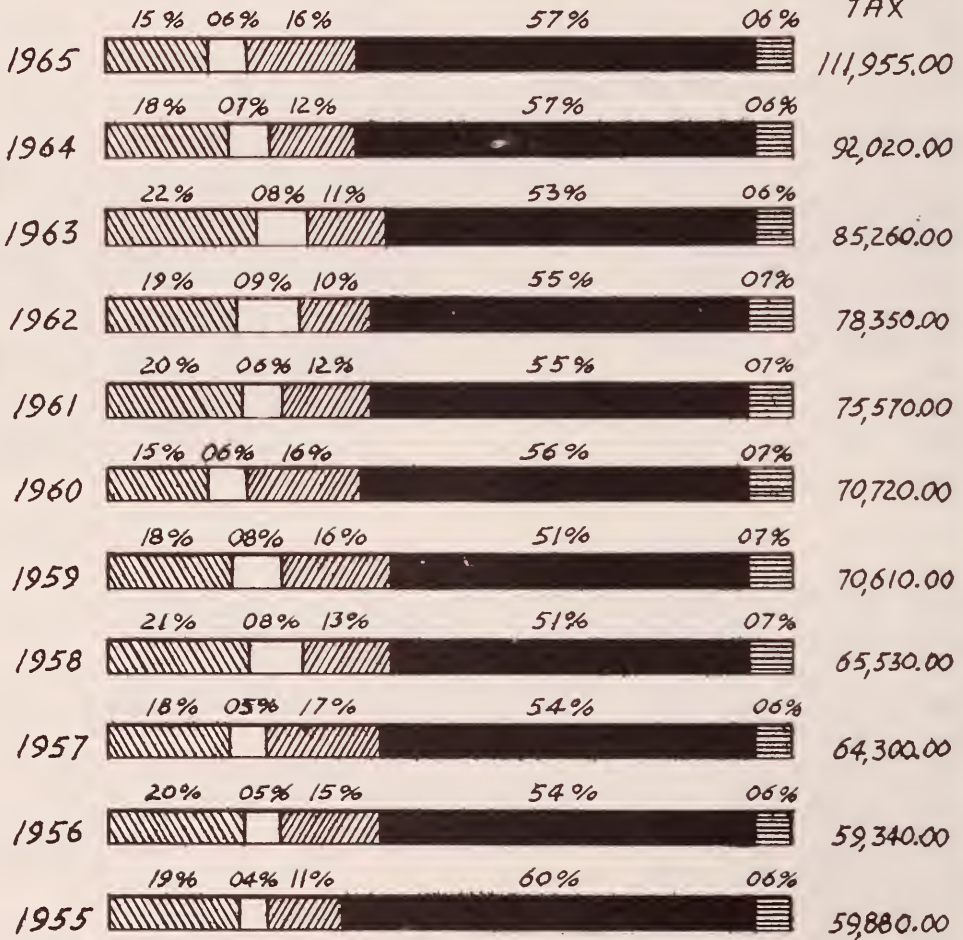 TAX
15% 06% 16% 57% 06%
1965 111,955.00
18% 07% 12% 57% 06%
1964 92,020.00
22% 08% 11% 53% 06%
1963 85,260.00
19% 09% 10% 55% 07%
1962 78,350.00
20% 06% 12% 55% 07%
1961 75,570.00
15% 06% 16% 56% 07%
1960 70,720.00
18% 08% 16% 51% 07%
1959 70,610.00
21% 08% 13% 51% 07%
1958 65,530.00
18% 05% 17% 54% 06%
1957 64,300.00
20% 05% 15% 54% 06%
1956 59,340.00
19% 04% 11% 60% 06%
1955 59,880.00